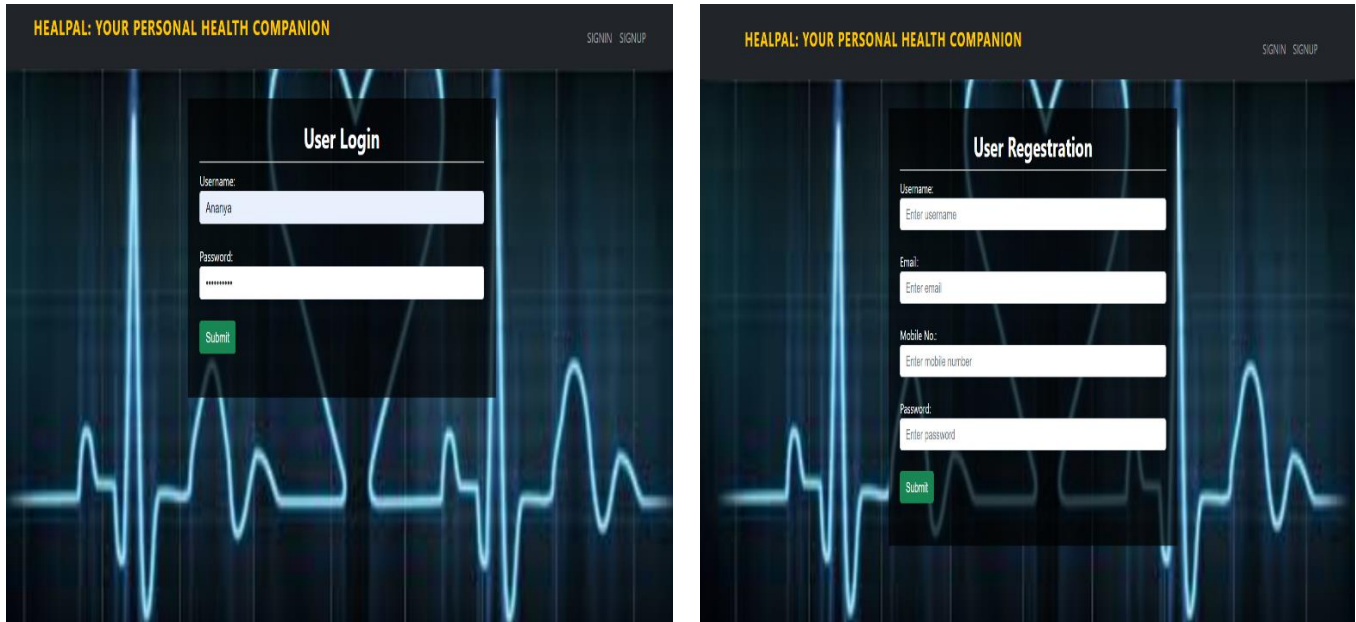 HEALPAL: YOUR PERSONAL HEALTH COMPANION
SIGNIN SIGNUP
User Login
Username:
Ananya
Password:
••••••••••
Submit
HEALPAL: YOUR PERSONAL HEALTH COMPANION
SIGNIN SIGNUP
User Regestration
Username:
Enter username
Email:
Enter email
Mobile No.:
Enter mobile number
Password:
Enter password
Submit